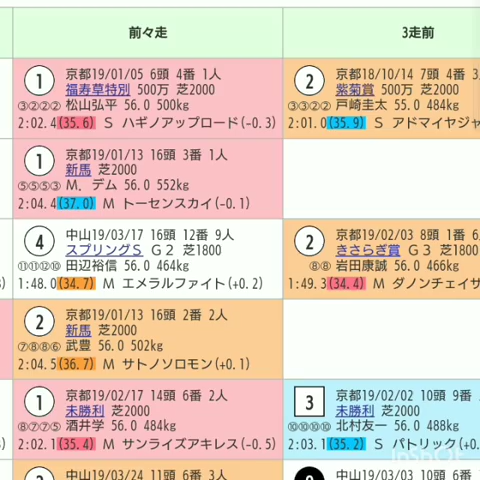 前々走
3走前
1
京都19/01/05 6頭 4番 1人
福寿草特別 500万 芝2000
③②②② 松山弘平 56.0 500kg
2:02.4(35.6) S ハギノアップロード(-0.3)
2
京都18/10/14 7頭 4番
紫菊賞 500万 芝2000
③③②② 戸崎圭太 55.0 484kg
2:01.0(35.9) S アドマイヤジャ
1
京都19/01/13 16頭 3番 1人
新馬 芝2000
⑤⑤⑤③ M．デム 56.0 552kg
2:04.4(37.0) M トーセンスカイ(-0.1)
4
中山19/03/17 16頭 12番 9人
スプリングS G2 芝1800
⑪⑪⑫⑩ 田辺裕信 56.0 464kg
1:48.0(34.7) M エメラルファイト(+0.2)
2
京都19/02/03 8頭 1番
きさらぎ賞 G3 芝1800
⑧⑧ 岩田康誠 56.0 466kg
1:49.3(34.4) M ダノンチェイサ
2
京都19/01/13 16頭 2番 2人
新馬 芝2000
⑦⑧⑧⑥ 武豊 56.0 502kg
2:04.5(36.7) M サトノソロモン(+0.1)
1
京都19/02/17 14頭 6番 2人
未勝利 芝2000
⑧⑦⑦⑤ 酒井学 56.0 484kg
2:02.1(35.4) M サンライズアキレス(-0.5)
3
京都19/02/02 10頭 9番
未勝利 芝2000
⑩⑩⑩⑩ 北村友一 56.0 488kg
2:03.1(35.2) S パトリック(+0.
中山19/03/24 11頭 6番 3人
中山19/03/03 10頭 6番